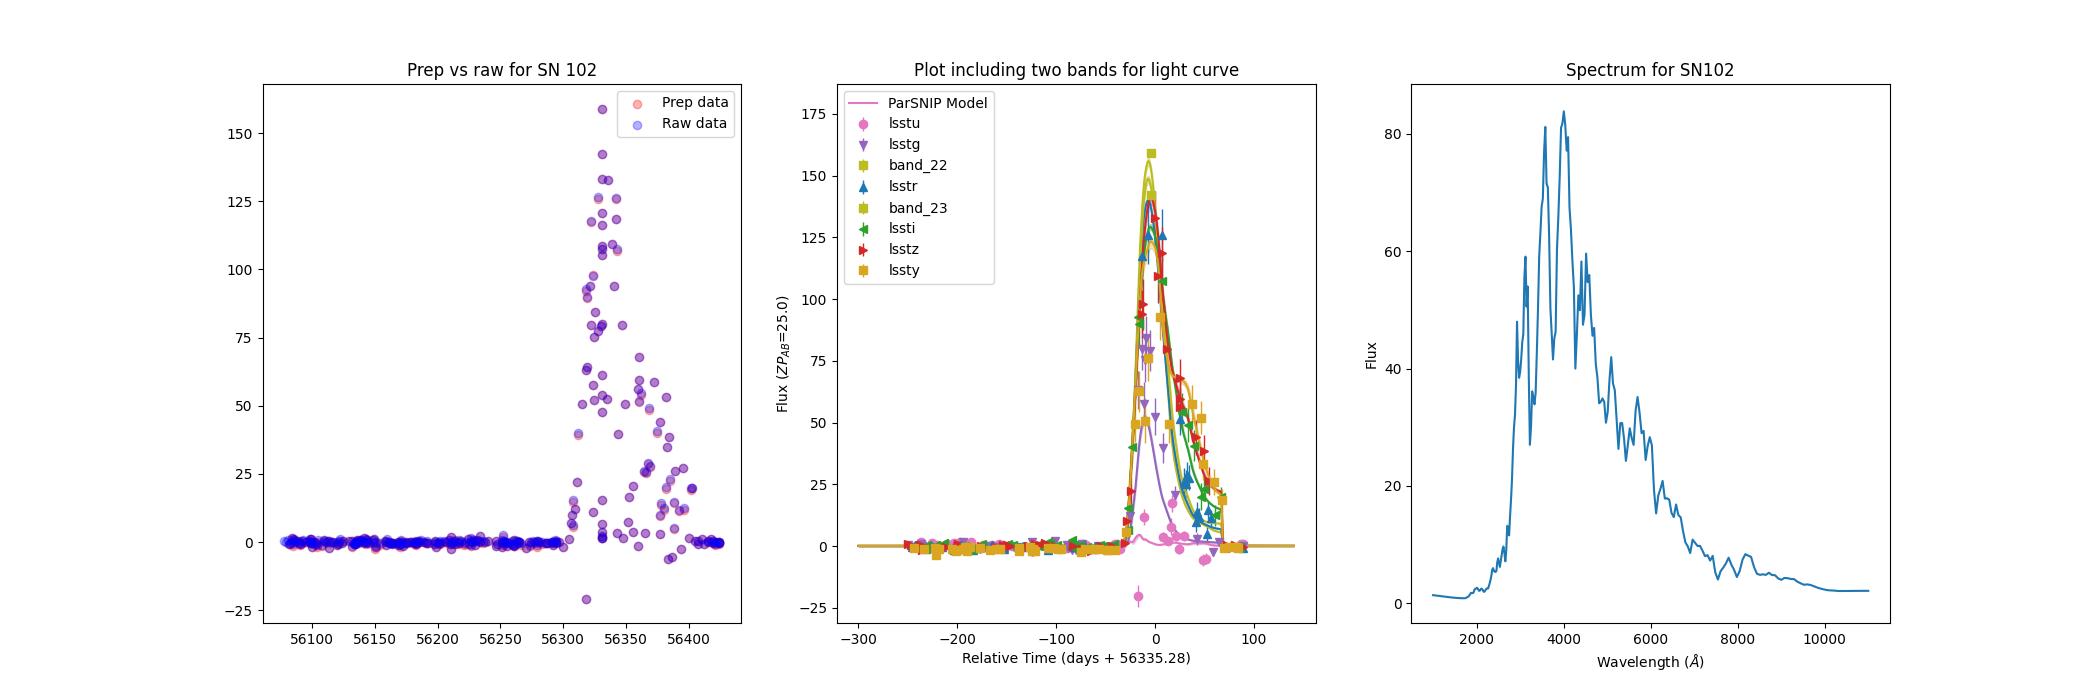 Prep vs raw for SN 102
Prep data
Raw data
150
125
100
75
50
25
0
−25
56100 56150 56200 56250 56300 56350 56400
Plot including two bands for light curve
ParSNIP Model
lsstu
lsstg
band_22
lsstr
band_23
lssti
lsstz
lssty
175
150
125
100
75
50
25
0
−25
Flux (ZP_AB=25.0)
−300 −200 −100 0 100
Relative Time (days + 56335.28)
Spectrum for SN102
80
60
40
20
0
Flux
2000 4000 6000 8000 10000
Wavelength (Å)